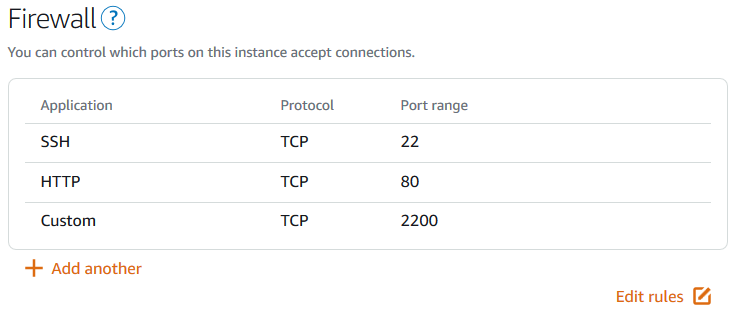 Firewall ?
You can control which ports on this instance accept connections.
Application Protocol Port range
SSH TCP 22
HTTP TCP 80
Custom TCP 2200
+ Add another
Edit rules